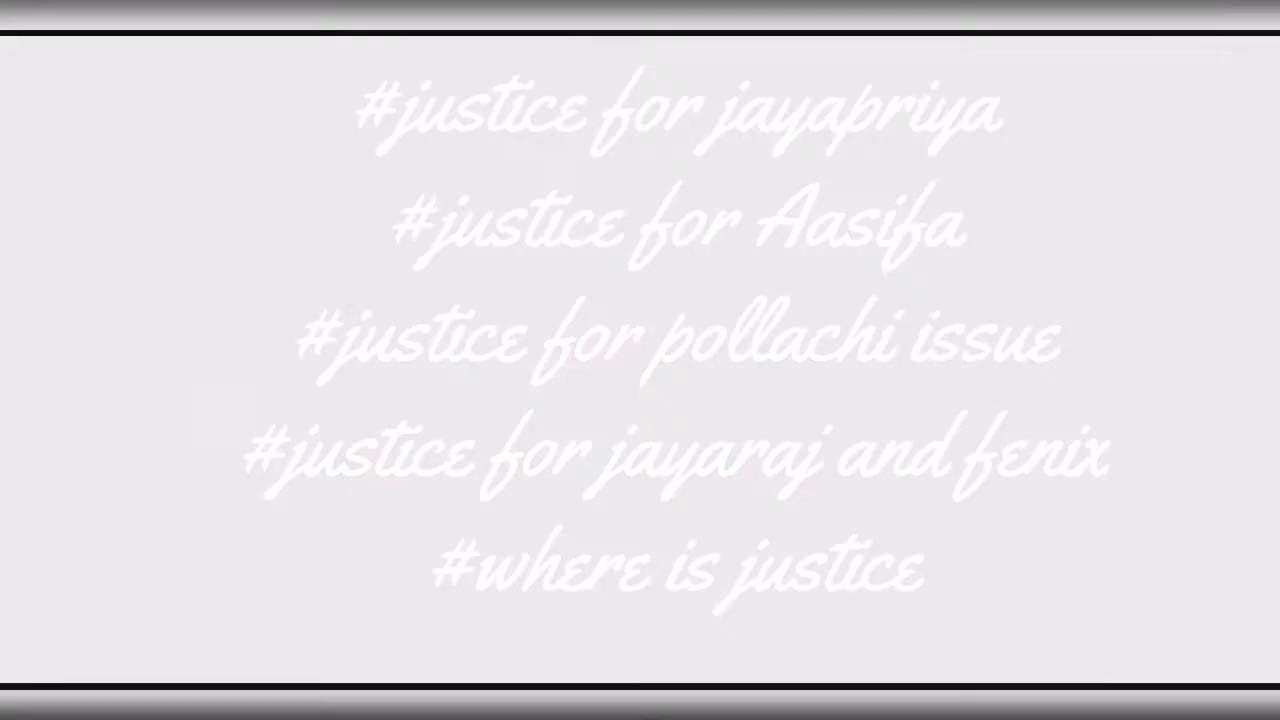 #justice for jayapriya
#justice for Aasifa
#justice for pollachi issue
#justice for jayaraj and fenix
#where is justice